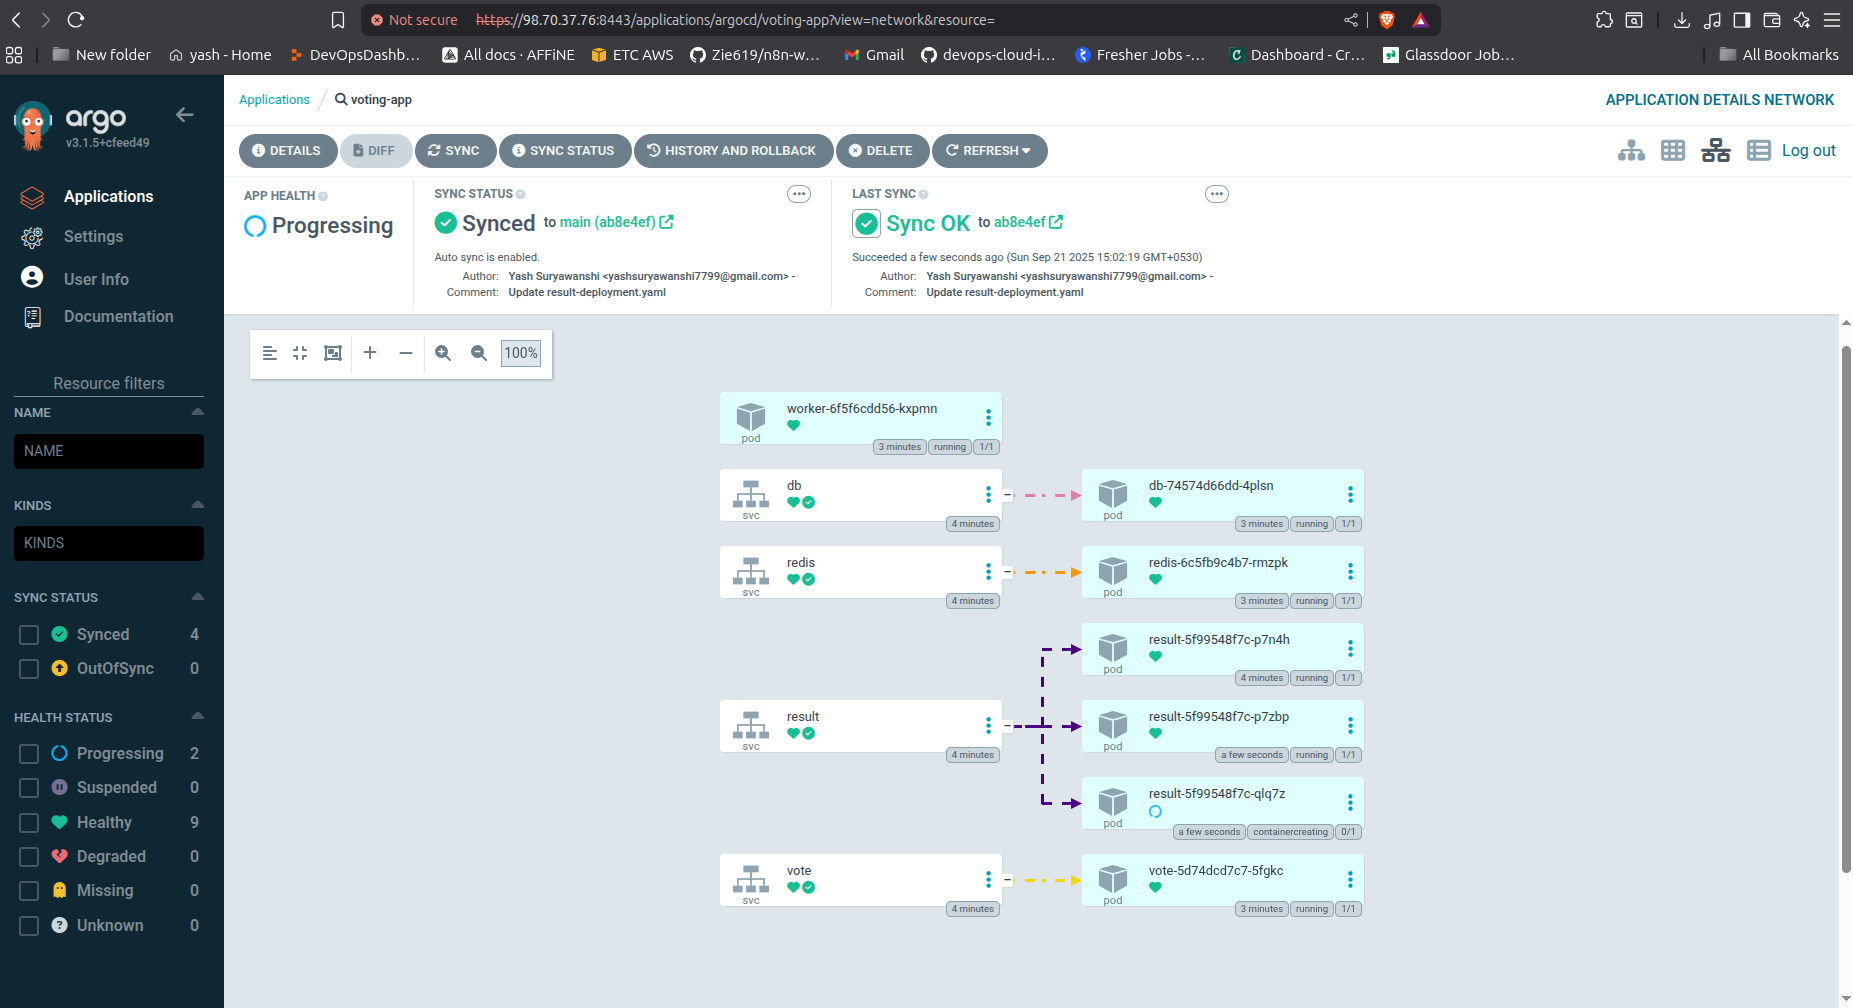 Not secure https://98.70.37.76:8443/applications/argocd/voting-app?view=network&resource=
New folder yash - Home DevOpsDashb... All docs · AFFiNE ETC AWS Zie619/n8n-w... Gmail devops-cloud-i... Fresher Jobs -... Dashboard - Cr... Glassdoor Job... All Bookmarks
argo
v3.1.5+cfeed49
Applications
Settings
User Info
Documentation
Resource filters
NAME
NAME
KINDS
KINDS
SYNC STATUS
Synced 4
OutOfSync 0
HEALTH STATUS
Progressing 2
Suspended 0
Healthy 9
Degraded 0
Missing 0
Unknown 0
Applications / voting-app
APPLICATION DETAILS NETWORK
DETAILS DIFF SYNC SYNC STATUS HISTORY AND ROLLBACK DELETE REFRESH
Log out
APP HEALTH
Progressing
SYNC STATUS
Synced to main (ab8e4ef)
Auto sync is enabled.
Author: Yash Suryawanshi <yashsuryawanshi7799@gmail.com> -
Comment: Update result-deployment.yaml
LAST SYNC
Sync OK to ab8e4ef
Succeeded a few seconds ago (Sun Sep 21 2025 15:02:19 GMT+0530)
Author: Yash Suryawanshi <yashsuryawanshi7799@gmail.com> -
Comment: Update result-deployment.yaml
100%
worker-6f5f6cdd56-kxpmn
pod
3 minutes running 1/1
db
svc
4 minutes
db-74574d66dd-4plsn
pod
3 minutes running 1/1
redis
svc
4 minutes
redis-6c5fb9c4b7-rmzpk
pod
3 minutes running 1/1
result-5f99548f7c-p7n4h
pod
4 minutes running 1/1
result
svc
4 minutes
result-5f99548f7c-p7zbp
pod
a few seconds running 1/1
result-5f99548f7c-qlq7z
pod
a few seconds containercreating 0/1
vote
svc
4 minutes
vote-5d74dcd7c7-5fgkc
pod
3 minutes running 1/1